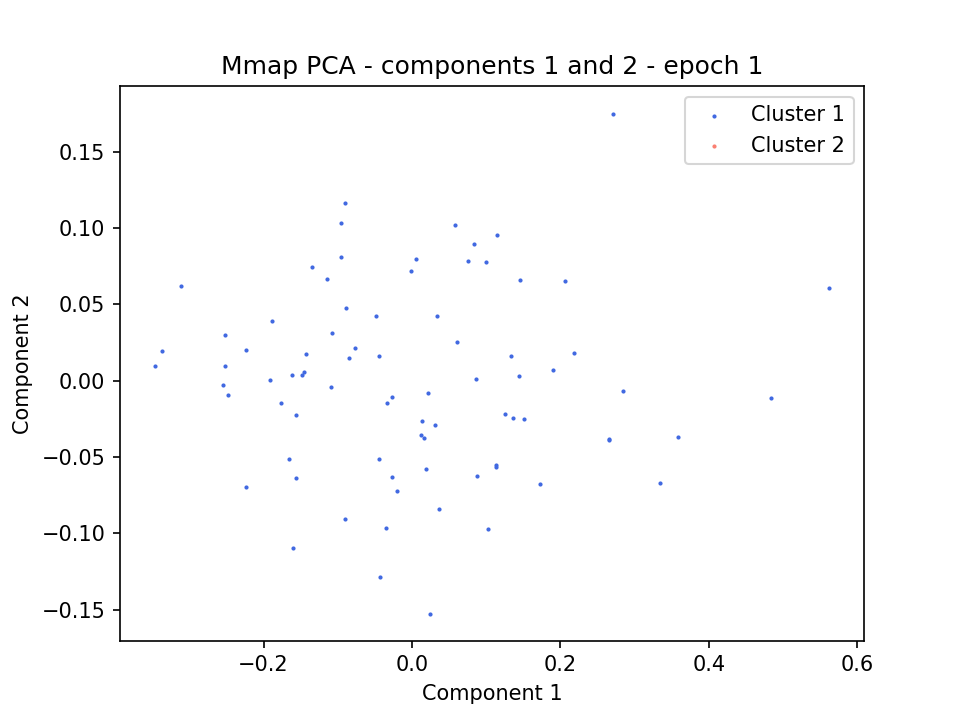 Mmap PCA - components 1 and 2 - epoch 1
Cluster 1
Cluster 2
0.15
0.10
0.05
0.00
−0.05
−0.10
−0.15
Component 2
−0.2 0.0 0.2 0.4 0.6
Component 1